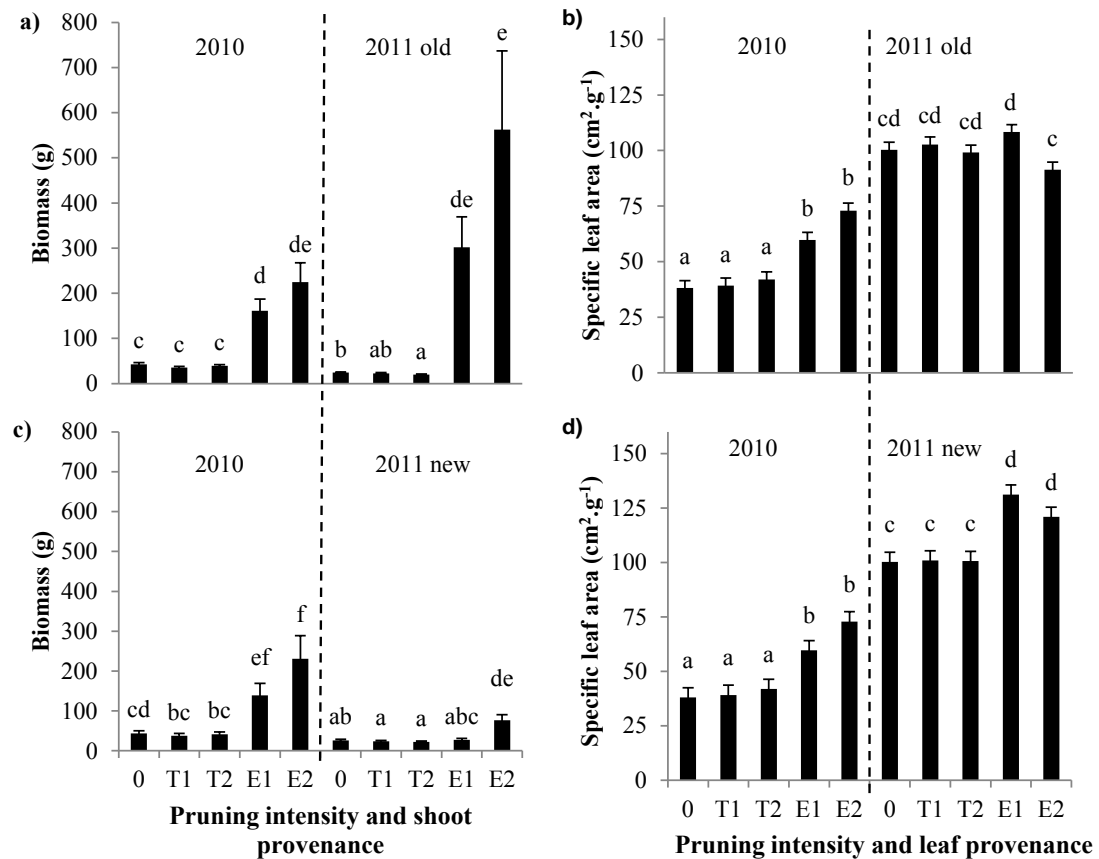 a)
800
700
600
500
400
300
200
100
0
Biomass (g)
2010
2011 old
c c c d de b ab a de e
b)
150
125
100
75
50
25
0
Specific leaf area (cm².g⁻¹)
2010
2011 old
a a a b b cd cd cd d c
c)
800
700
600
500
400
300
200
100
0
Biomass (g)
2010
2011 new
cd bc bc ef f ab a a abc de
0 T1 T2 E1 E2 0 T1 T2 E1 E2
Pruning intensity and shoot
provenance
d)
150
125
100
75
50
25
0
Specific leaf area (cm².g⁻¹)
2010
2011 new
a a a b b c c c d d
0 T1 T2 E1 E2 0 T1 T2 E1 E2
Pruning intensity and leaf provenance